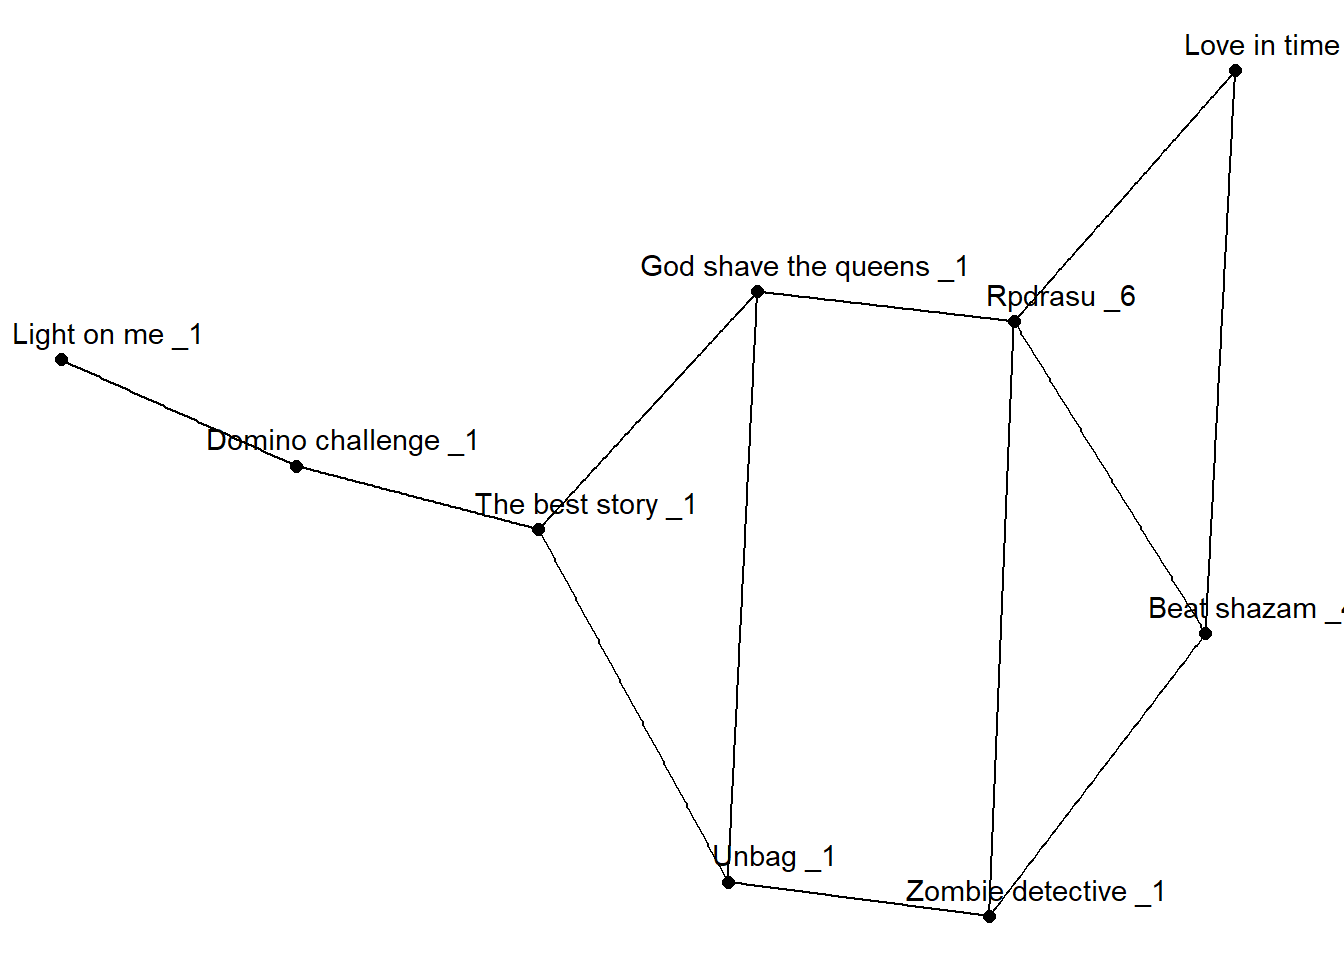 Love in time
God shave the queens _1
Rpdrasu _6
Light on me _1
Domino challenge _1
The best story _1
Beat shazam
Unbag _1
Zombie detective _1